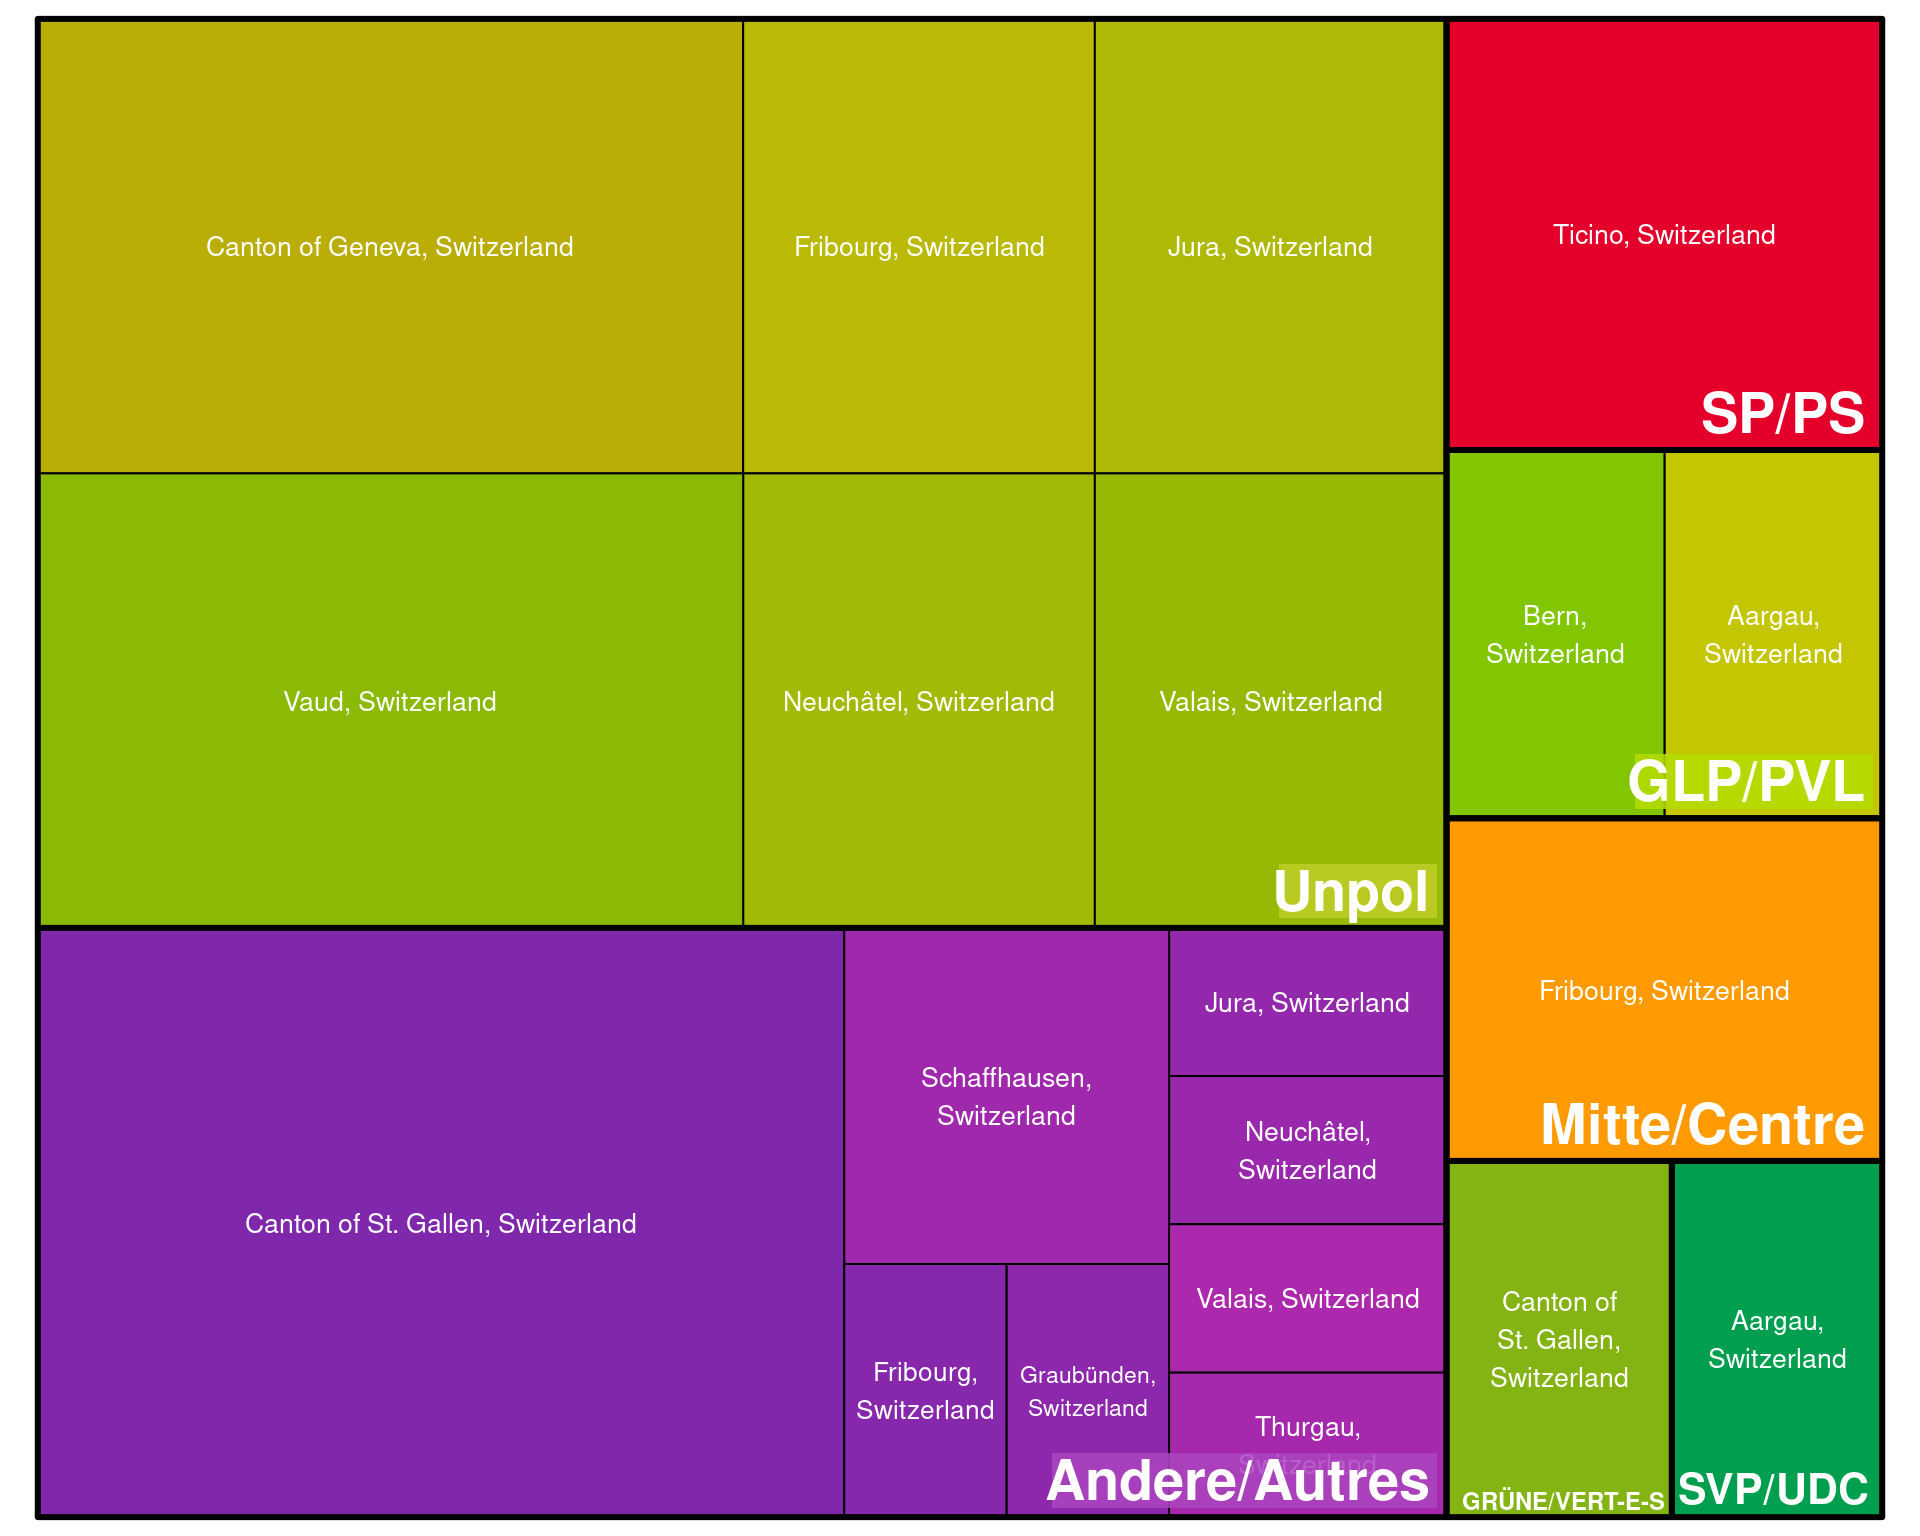 Canton of Geneva, Switzerland
Fribourg, Switzerland
Jura, Switzerland
Vaud, Switzerland
Neuchâtel, Switzerland
Valais, Switzerland
Unpol
Canton of St. Gallen, Switzerland
Schaffhausen,
Switzerland
Fribourg,
Switzerland
Graubünden,
Switzerland
Jura, Switzerland
Neuchâtel,
Switzerland
Valais, Switzerland
Thurgau,
Switzerland
Andere/Autres
Ticino, Switzerland
SP/PS
Bern,
Switzerland
Aargau,
Switzerland
GLP/PVL
Fribourg, Switzerland
Mitte/Centre
Canton of
St. Gallen,
Switzerland
GRÜNE/VERT-E-S
Aargau,
Switzerland
SVP/UDC